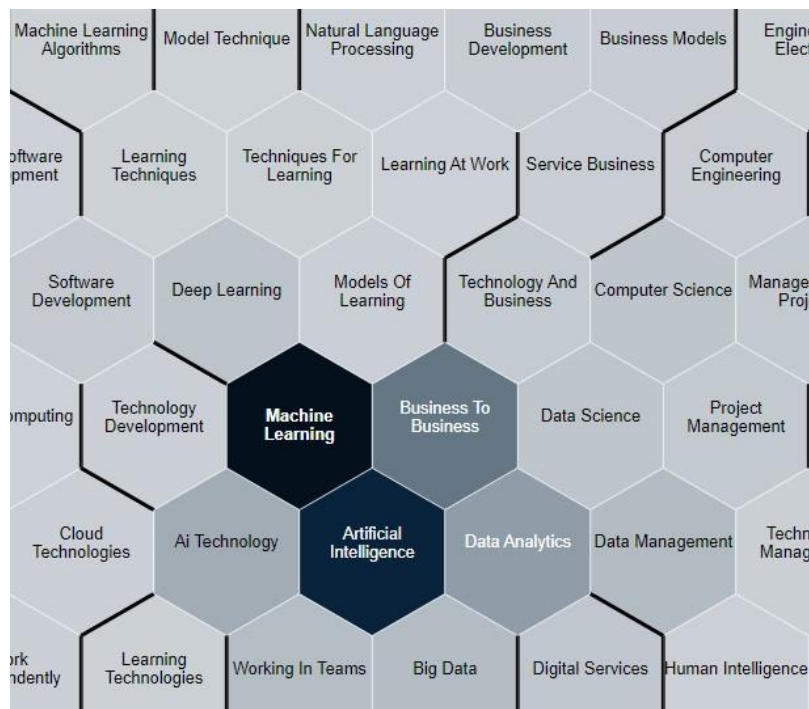 Machine Learning
Algorithms
Model Technique
Natural Language
Processing
Business
Development
Business Models
Learning
Techniques
Techniques For
Learning
Learning At Work
Service Business
Computer
Engineering
Software
Development
Deep Learning
Models Of
Learning
Technology And
Business
Computer Science
Technology
Development
Machine
Learning
Business To
Business
Data Science
Project
Management
Cloud
Technologies
Ai Technology
Artificial
Intelligence
Data Analytics
Data Management
Learning
Technologies
Working In Teams
Big Data
Digital Services
Human Intelligence